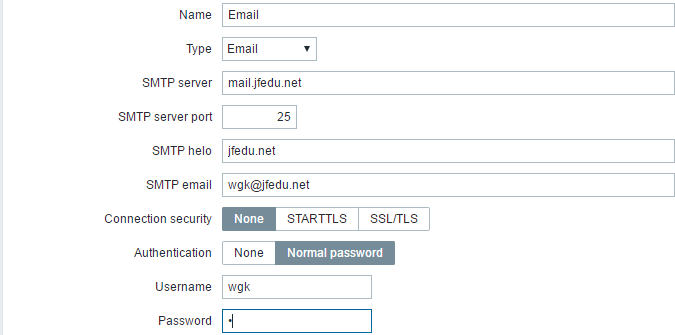 Name Email
Type Email
SMTP server mail.jfedu.net
SMTP server port 25
SMTP helo jfedu.net
SMTP email wgk@jfedu.net
Connection security None STARTTLS SSL/TLS
Authentication None Normal password
Username wgk
Password •